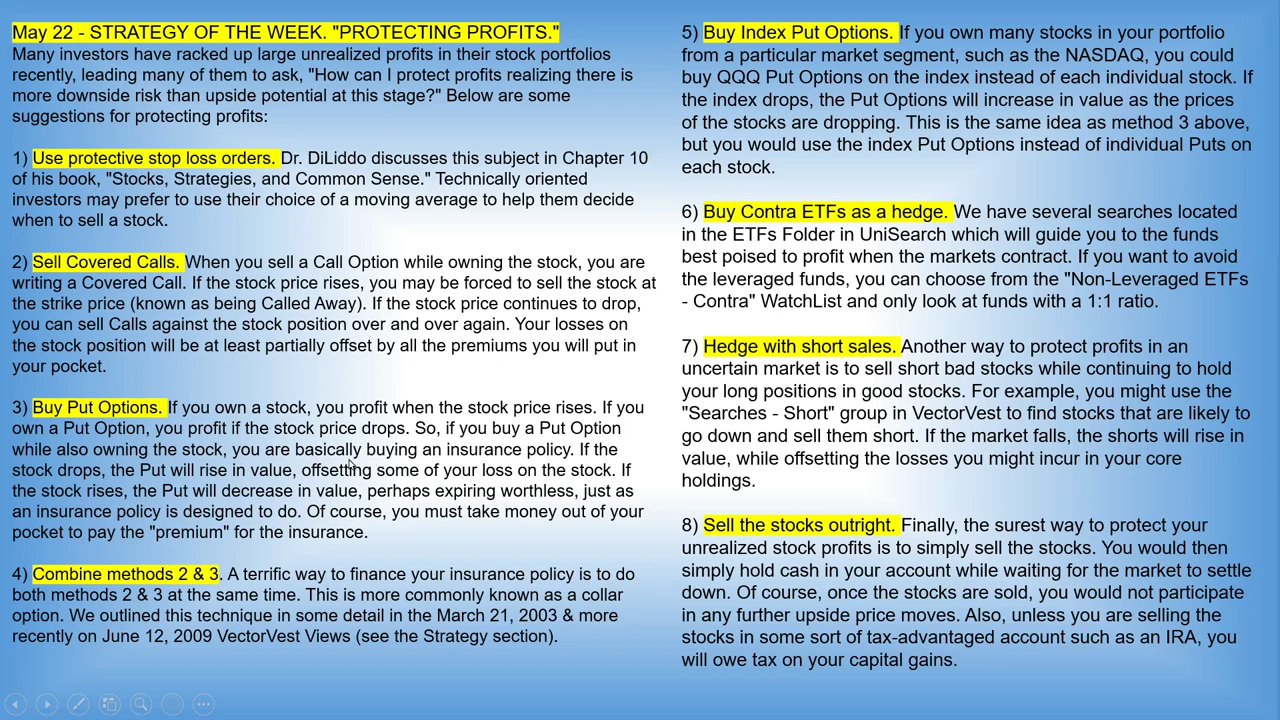 May 22 - STRATEGY OF THE WEEK. "PROTECTING PROFITS."
Many investors have racked up large unrealized profits in their stock portfolios
recently, leading many of them to ask, "How can I protect profits realizing there is
more downside risk than upside potential at this stage?" Below are some
suggestions for protecting profits:
1) Use protective stop loss orders. Dr. DiLiddo discusses this subject in Chapter 10
of his book, "Stocks, Strategies, and Common Sense." Technically oriented
investors may prefer to use their choice of a moving average to help them decide
when to sell a stock.
2) Sell Covered Calls. When you sell a Call Option while owning the stock, you are
writing a Covered Call. If the stock price rises, you may be forced to sell the stock at
the strike price (known as being Called Away). If the stock price continues to drop,
you can sell Calls against the stock position over and over again. Your losses on
the stock position will be at least partially offset by all the premiums you will put in
your pocket.
3) Buy Put Options. If you own a stock, you profit when the stock price rises. If you
own a Put Option, you profit if the stock price drops. So, if you buy a Put Option
while also owning the stock, you are basically buying an insurance policy. If the
stock drops, the Put will rise in value, offsetting some of your loss on the stock. If
the stock rises, the Put will decrease in value, perhaps expiring worthless, just as
an insurance policy is designed to do. Of course, you must take money out of your
pocket to pay the "premium" for the insurance.
4) Combine methods 2 & 3. A terrific way to finance your insurance policy is to do
both methods 2 & 3 at the same time. This is more commonly known as a collar
option. We outlined this technique in some detail in the March 21, 2003 & more
recently on June 12, 2009 VectorVest Views (see the Strategy section).
5) Buy Index Put Options. If you own many stocks in your portfolio
from a particular market segment, such as the NASDAQ, you could
buy QQQ Put Options on the index instead of each individual stock. If
the index drops, the Put Options will increase in value as the prices
of the stocks are dropping. This is the same idea as method 3 above,
but you would use the index Put Options instead of individual Puts on
each stock.
6) Buy Contra ETFs as a hedge. We have several searches located
in the ETFs Folder in UniSearch which will guide you to the funds
best poised to profit when the markets contract. If you want to avoid
the leveraged funds, you can choose from the "Non-Leveraged ETFs
- Contra" WatchList and only look at funds with a 1:1 ratio.
7) Hedge with short sales. Another way to protect profits in an
uncertain market is to sell short bad stocks while continuing to hold
your long positions in good stocks. For example, you might use the
"Searches - Short" group in VectorVest to find stocks that are likely to
go down and sell them short. If the market falls, the shorts will rise in
value, while offsetting the losses you might incur in your core
holdings.
8) Sell the stocks outright. Finally, the surest way to protect your
unrealized stock profits is to simply sell the stocks. You would then
simply hold cash in your account while waiting for the market to settle
down. Of course, once the stocks are sold, you would not participate
in any further upside price moves. Also, unless you are selling the
stocks in some sort of tax-advantaged account such as an IRA, you
will owe tax on your capital gains.